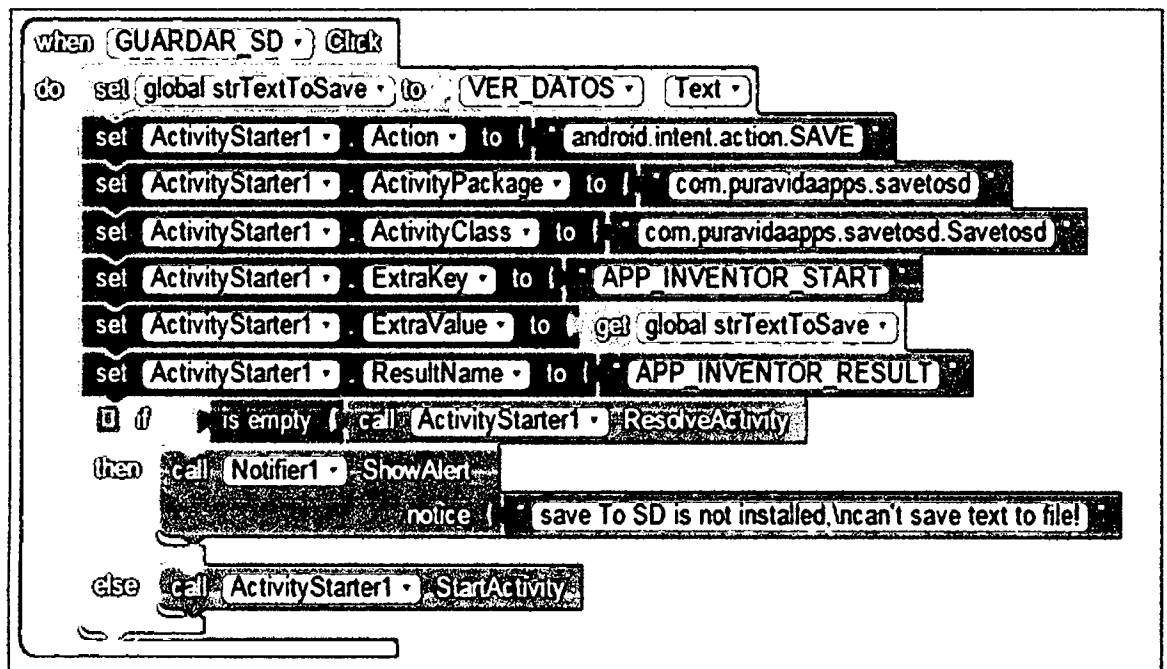 when GUARDAR_SD Click
do set global strTextToSave to VER_DATOS . Text
set ActivityStarter1 . Action to " android.intent.action.SAVE "
set ActivityStarter1 . ActivityPackage to " com.puravidaapps.savetosd "
set ActivityStarter1 . ActivityClass to " com.puravidaapps.savetosd.Savetosd "
set ActivityStarter1 . ExtraKey to " APP_INVENTOR_START "
set ActivityStarter1 . ExtraValue to get global strTextToSave
set ActivityStarter1 . ResultName to " APP_INVENTOR_RESULT "
if is empty call ActivityStarter1 . ResolveActivity
then call Notifier1 . ShowAlert
notice " save To SD is not installed,\ncan't save text to file! "
else call ActivityStarter1 . StartActivity